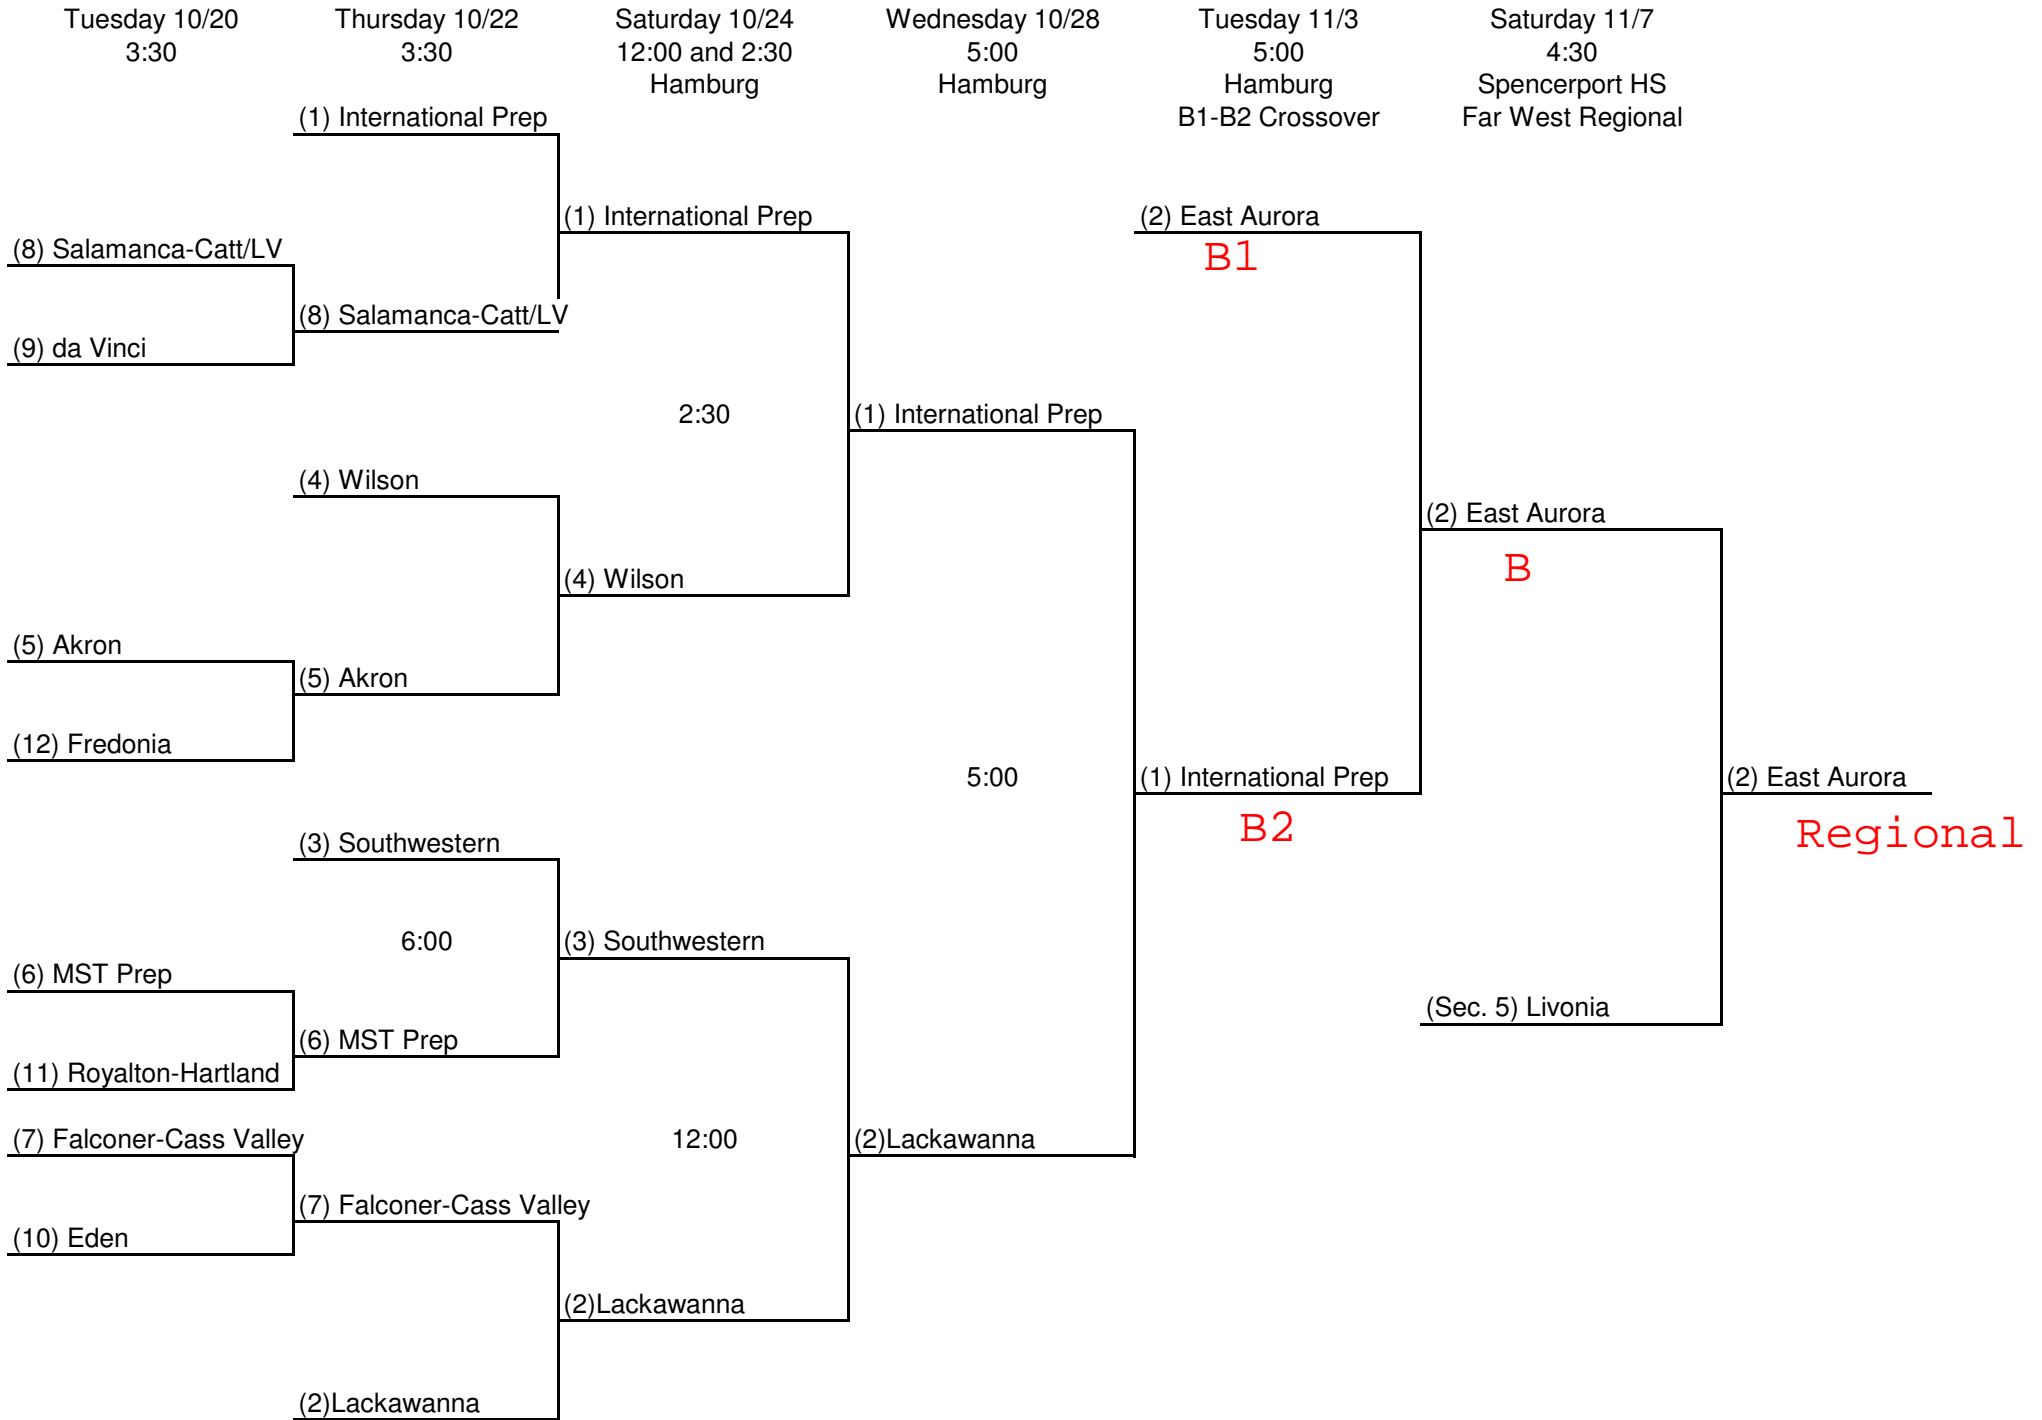 Tuesday 10/20
3:30
Thursday 10/22
3:30
Saturday 10/24
12:00 and 2:30
Hamburg
Wednesday 10/28
5:00
Hamburg
Tuesday 11/3
5:00
Hamburg
B1-B2 Crossover
Saturday 11/7
4:30
Spencerport HS
Far West Regional
(8) Salamanca-Catt/LV
(9) da Vinci
(5) Akron
(12) Fredonia
(6) MST Prep
(11) Royalton-Hartland
(7) Falconer-Cass Valley
(10) Eden
(1) International Prep
(8) Salamanca-Catt/LV
(4) Wilson
(5) Akron
(3) Southwestern
6:00
(6) MST Prep
(7) Falconer-Cass Valley
(2)Lackawanna
(1) International Prep
2:30
(4) Wilson
(3) Southwestern
12:00
(2)Lackawanna
(1) International Prep
5:00
(2)Lackawanna
(2) East Aurora
B1
(1) International Prep
B2
(2) East Aurora
B
(Sec. 5) Livonia
(2) East Aurora
Regional